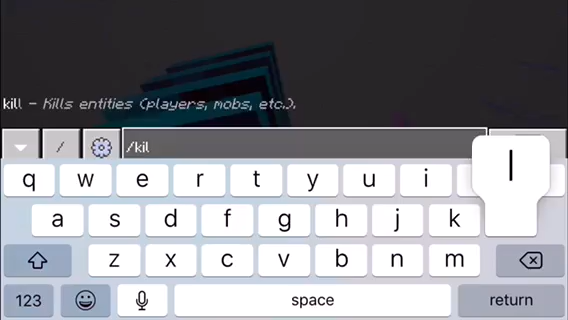 kill - Kills entities (players, mobs, etc.).
/ /kil
l
q w e r t y u i
a s d f g h j k
z x c v b n m
123 space return